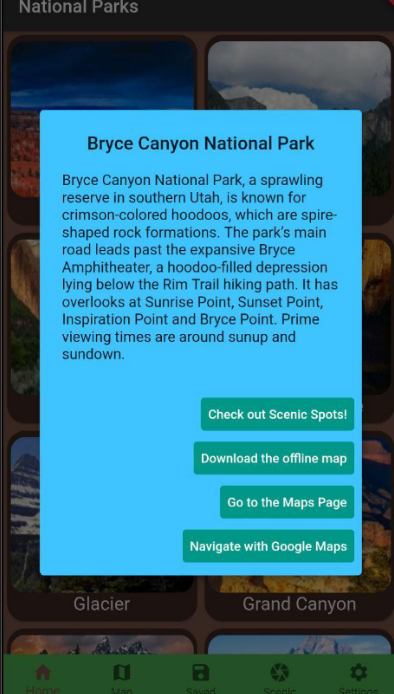 National Parks
Bryce Canyon National Park
Bryce Canyon National Park, a sprawling
reserve in southern Utah, is known for
crimson-colored hoodoos, which are spire-
shaped rock formations. The park's main
road leads past the expansive Bryce
Amphitheater, a hoodoo-filled depression
lying below the Rim Trail hiking path. It has
overlooks at Sunrise Point, Sunset Point,
Inspiration Point and Bryce Point. Prime
viewing times are around sunup and
sundown.
Check out Scenic Spots!
Download the offline map
Go to the Maps Page
Navigate with Google Maps
Glacier
Grand Canyon
Home
Map
Saved
Scenic
Settings